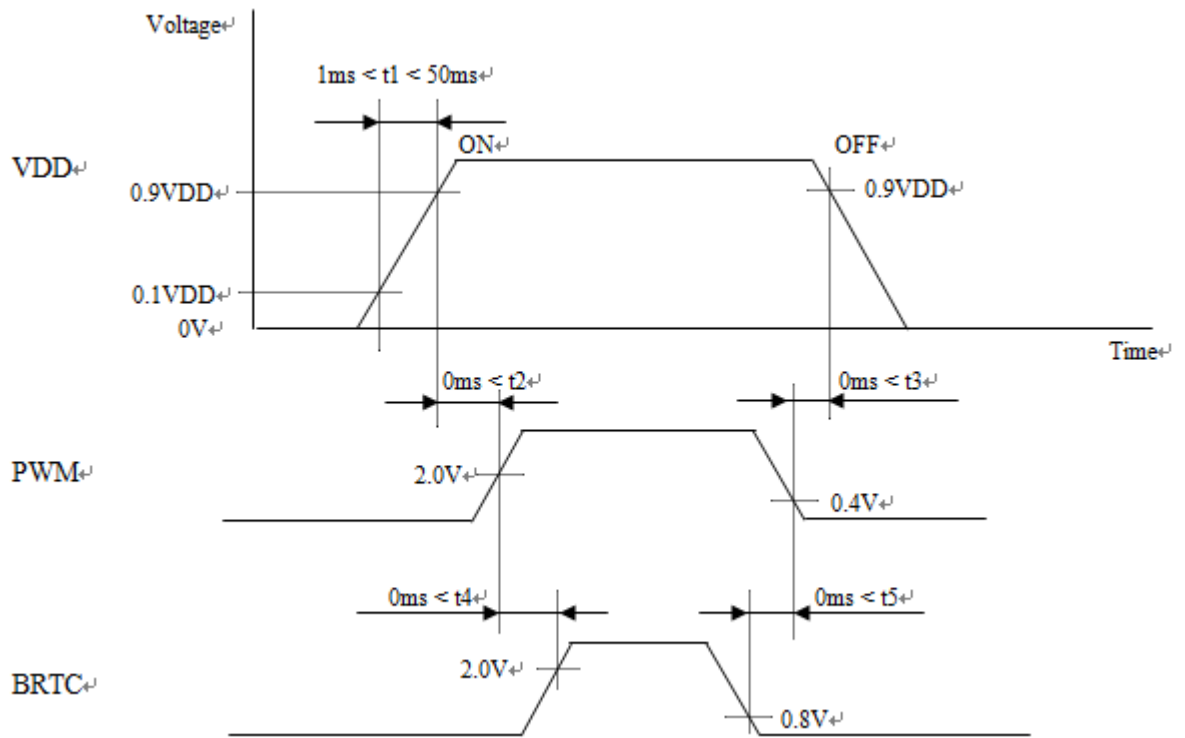 Voltage↵
1ms < t1 < 50ms↵
ON↵
OFF↵
VDD↵
0.9VDD↵
0.9VDD↵
0.1VDD↵
0V↵
Time↵
0ms < t2↵
0ms < t3↵
PWM↵
2.0V↵
0.4V↵
0ms < t4↵
0ms < t5↵
2.0V↵
BRTC↵
0.8V↵